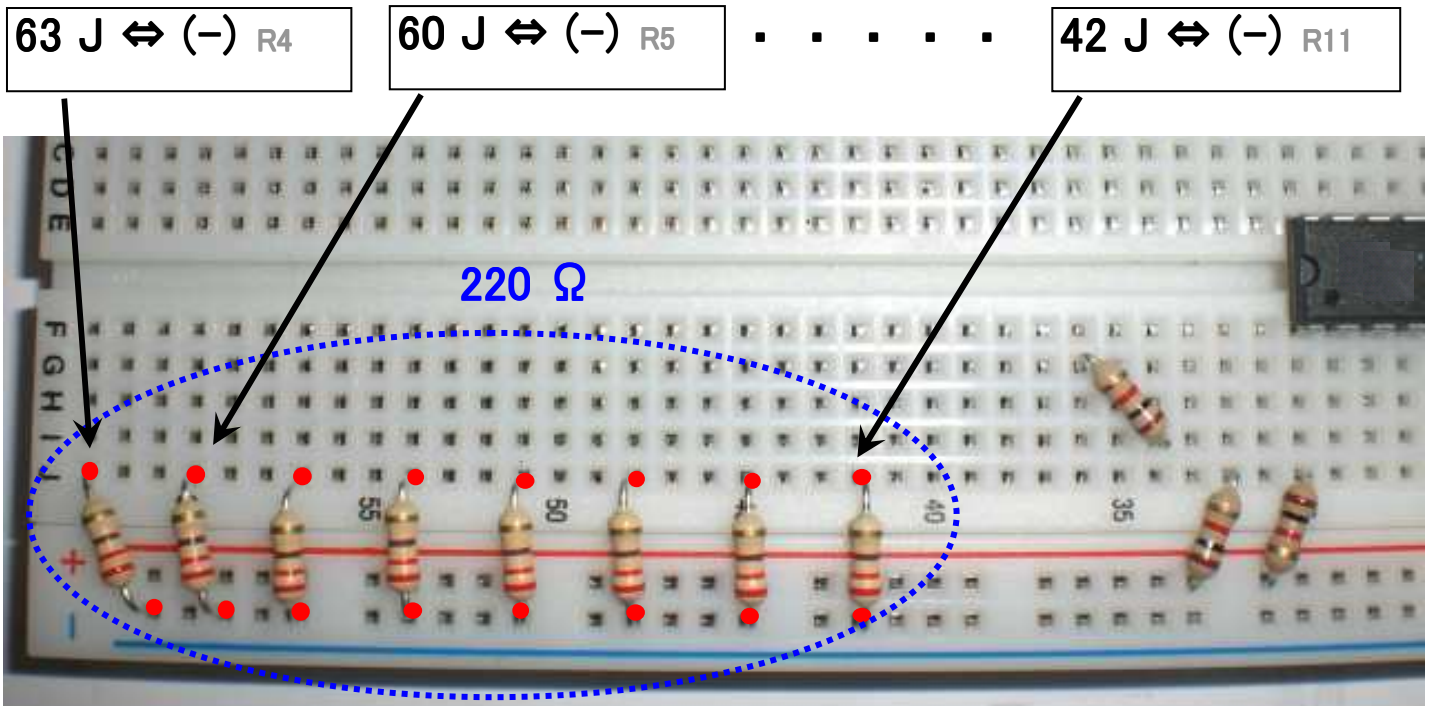 63 J ⇔ (−) R4
60 J ⇔ (−) R5
· · · · ·
42 J ⇔ (−) R11
C
D
E
220 Ω
F
G
H
I
J
55
50
40
35
+
−